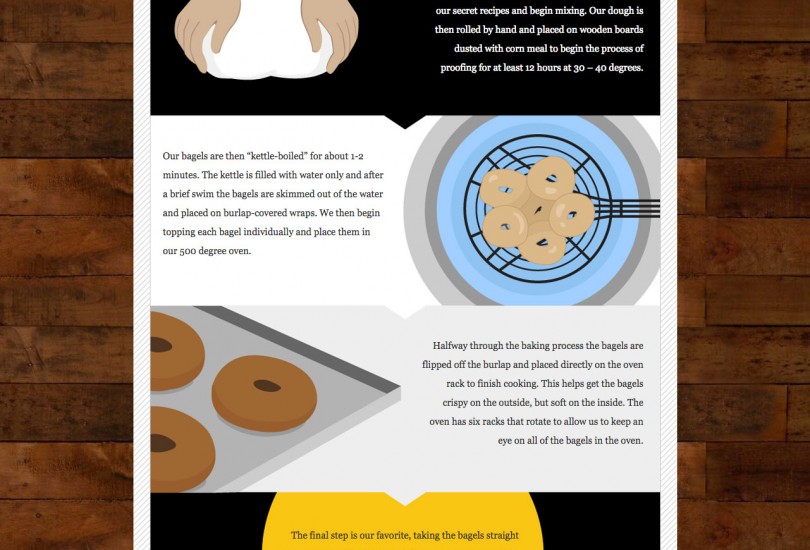 our secret recipes and begin mixing. Our dough is
then rolled by hand and placed on wooden boards
dusted with corn meal to begin the process of
proofing for at least 12 hours at 30 – 40 degrees.
Our bagels are then “kettle-boiled” for about 1-2
minutes. The kettle is filled with water only and after
a brief swim the bagels are skimmed out of the water
and placed on burlap-covered wraps. We then begin
topping each bagel individually and place them in
our 500 degree oven.
Halfway through the baking process the bagels are
flipped off the burlap and placed directly on the oven
rack to finish cooking. This helps get the bagels
crispy on the outside, but soft on the inside. The
oven has six racks that rotate to allow us to keep an
eye on all of the bagels in the oven.
The final step is our favorite, taking the bagels straight